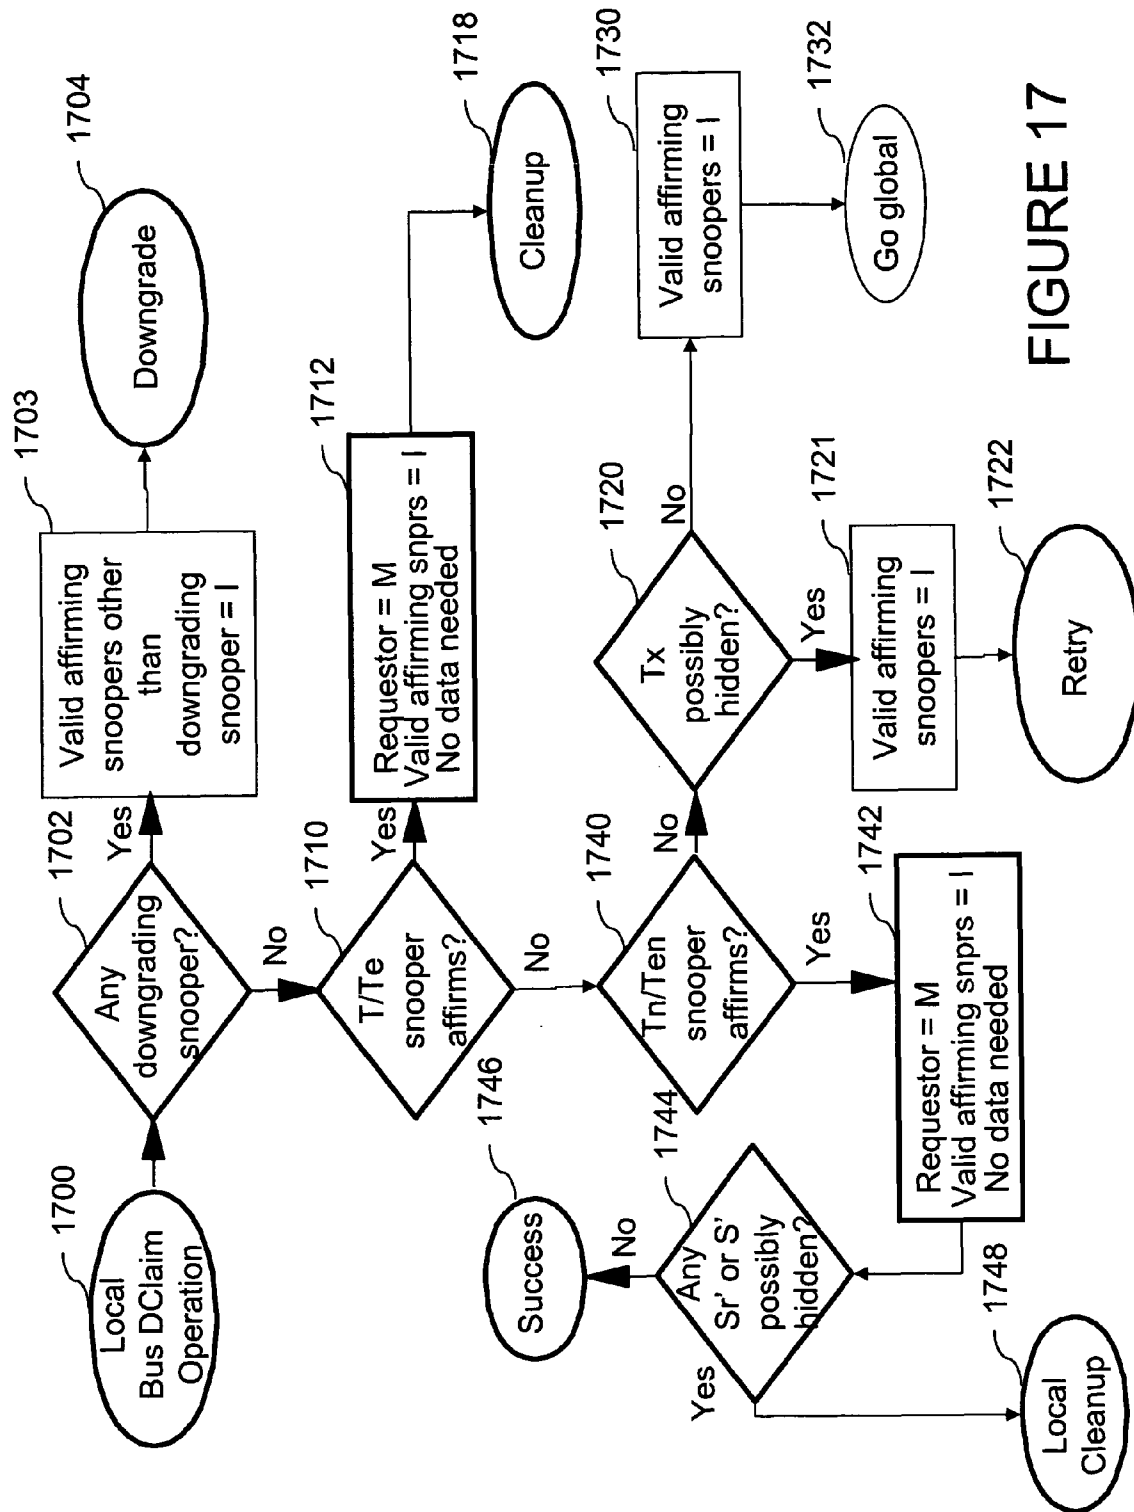 1700
Local
Bus DClaim
Operation
1702
Any
downgrading
snooper?
Yes
No
1703
Valid affirming
snoopers other
than
downgrading
snooper = I
1704
Downgrade
1710
T/Te
snooper
affirms?
Yes
No
1712
Requestor = M
Valid affirming snprs = I
No data needed
1718
Cleanup
1740
Tn/Ten
snooper
affirms?
No
Yes
1720
Tx
possibly
hidden?
No
Yes
1730
Valid affirming
snoopers = I
1732
Go global
1721
Valid affirming
snoopers = I
1722
Retry
1742
Requestor = M
Valid affirming snprs = I
No data needed
1744
Any
Sr' or S'
possibly
hidden?
No
Yes
1746
Success
1748
Local
Cleanup
FIGURE 17